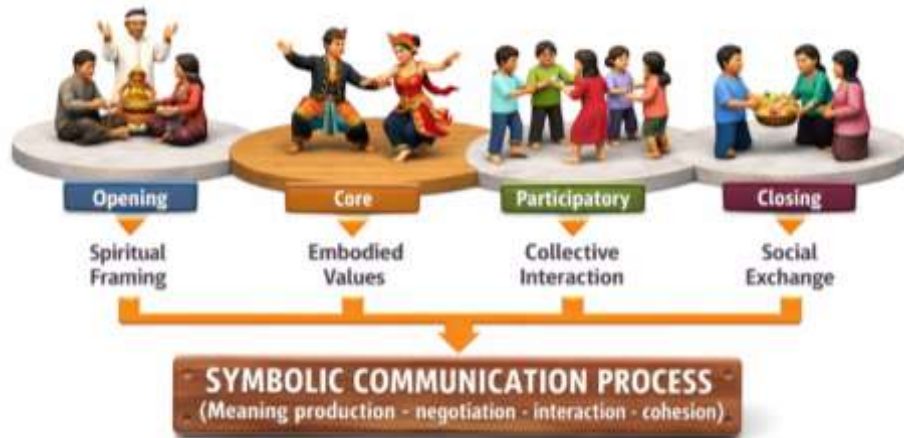 Opening
Core
Participatory
Closing
Spiritual
Framing
Embodied
Values
Collective
Interaction
Social
Exchange
SYMBOLIC COMMUNICATION PROCESS
(Meaning production - negotiation - interaction - cohesion)